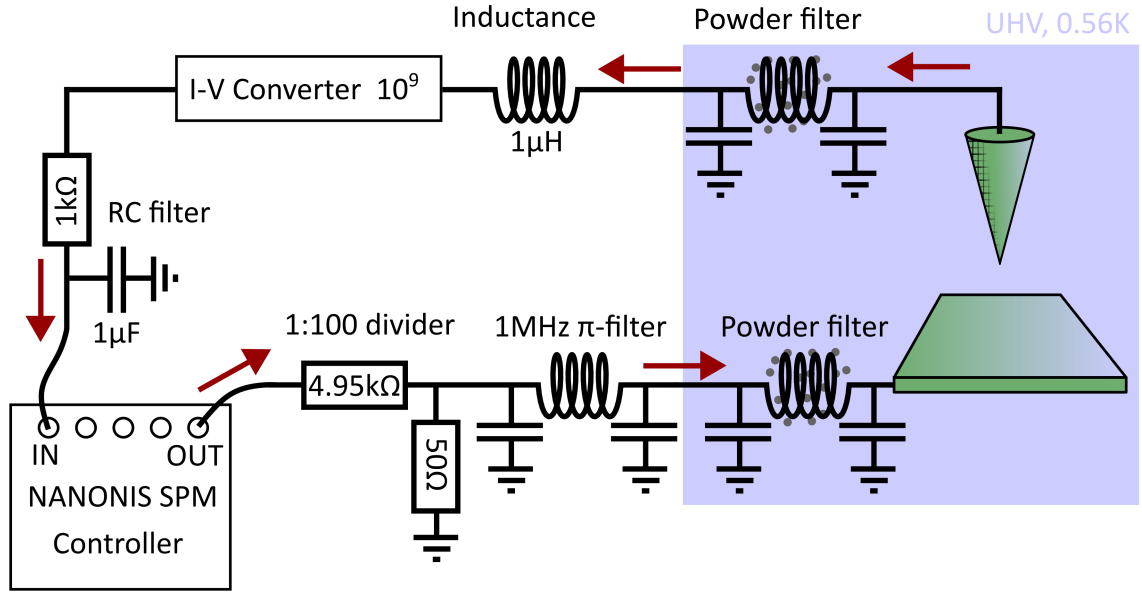 Inductance
Powder filter
UHV, 0.56K
I-V Converter 10⁹
1μH
1kΩ
RC filter
1μF
1:100 divider
1MHz π-filter
Powder filter
4.95kΩ
50Ω
IN
OUT
NANONIS SPM
Controller